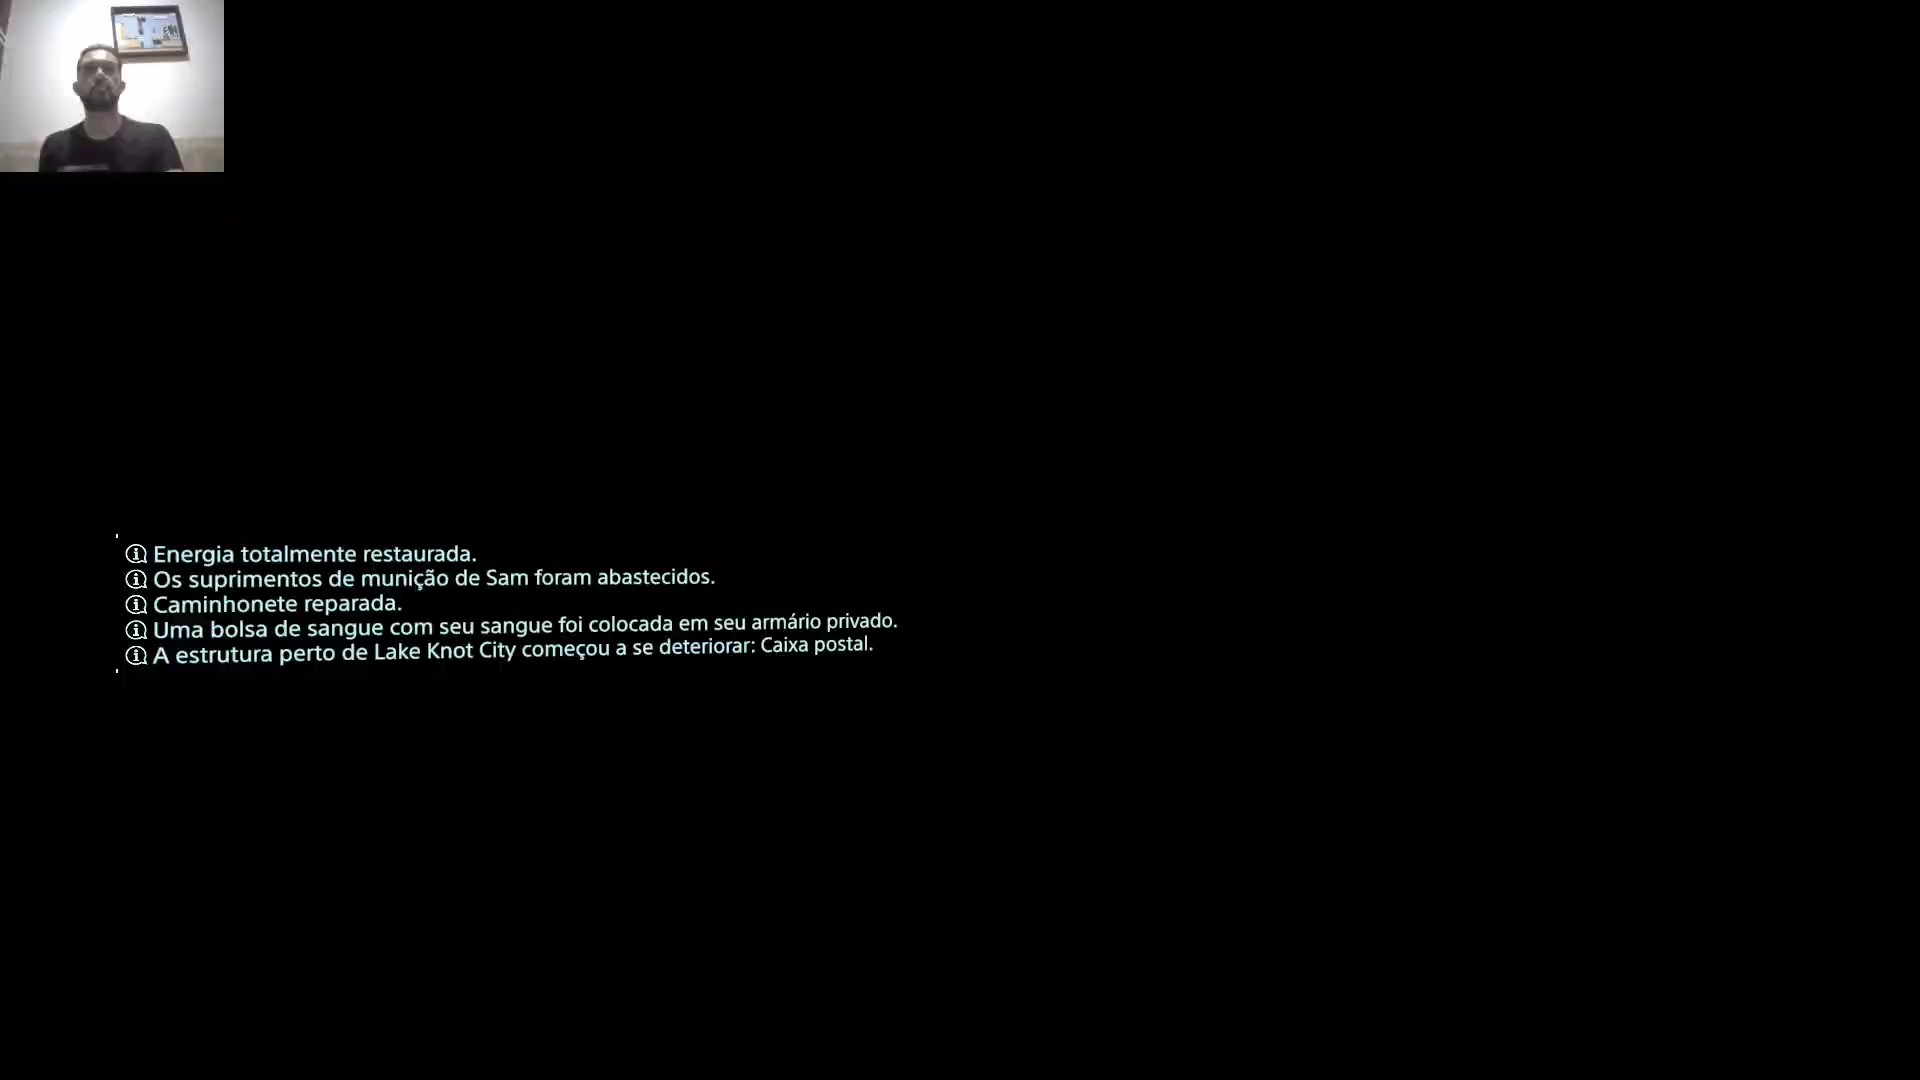 Energia totalmente restaurada.
Os suprimentos de munição de Sam foram abastecidos.
Caminhonete reparada.
Uma bolsa de sangue com seu sangue foi colocada em seu armário privado.
A estrutura perto de Lake Knot City começou a se deteriorar: Caixa postal.